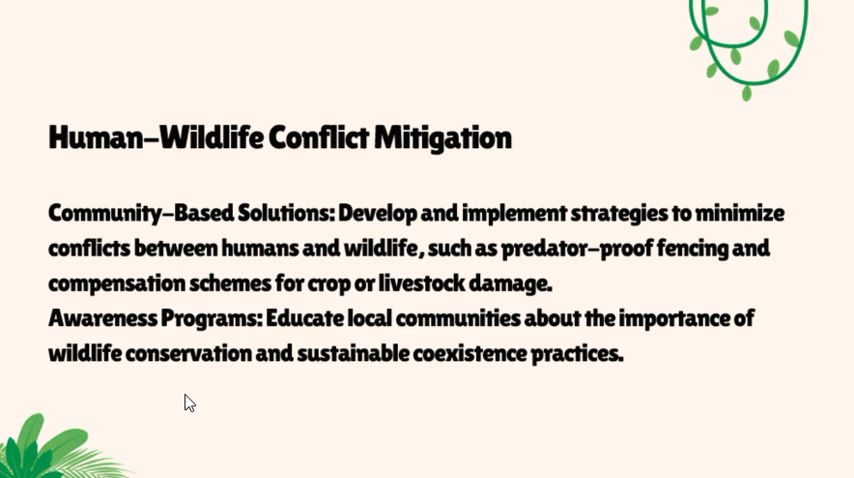 Human-Wildlife Conflict Mitigation
Community-Based Solutions: Develop and implement strategies to minimize
conflicts between humans and wildlife, such as predator-proof fencing and
compensation schemes for crop or livestock damage.
Awareness Programs: Educate local communities about the importance of
wildlife conservation and sustainable coexistence practices.